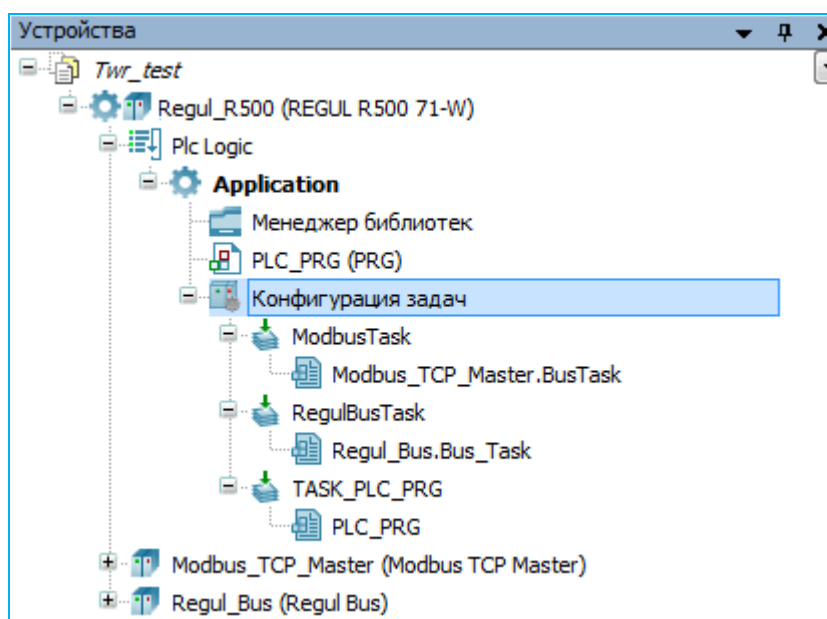 Устройства
Twr_test
Regul_R500 (REGUL R500 71-W)
Plc Logic
Application
Менеджер библиотек
PLC_PRG (PRG)
Конфигурация задач
ModbusTask
Modbus_TCP_Master.BusTask
RegulBusTask
Regul_Bus.Bus_Task
TASK_PLC_PRG
PLC_PRG
Modbus_TCP_Master (Modbus TCP Master)
Regul_Bus (Regul Bus)